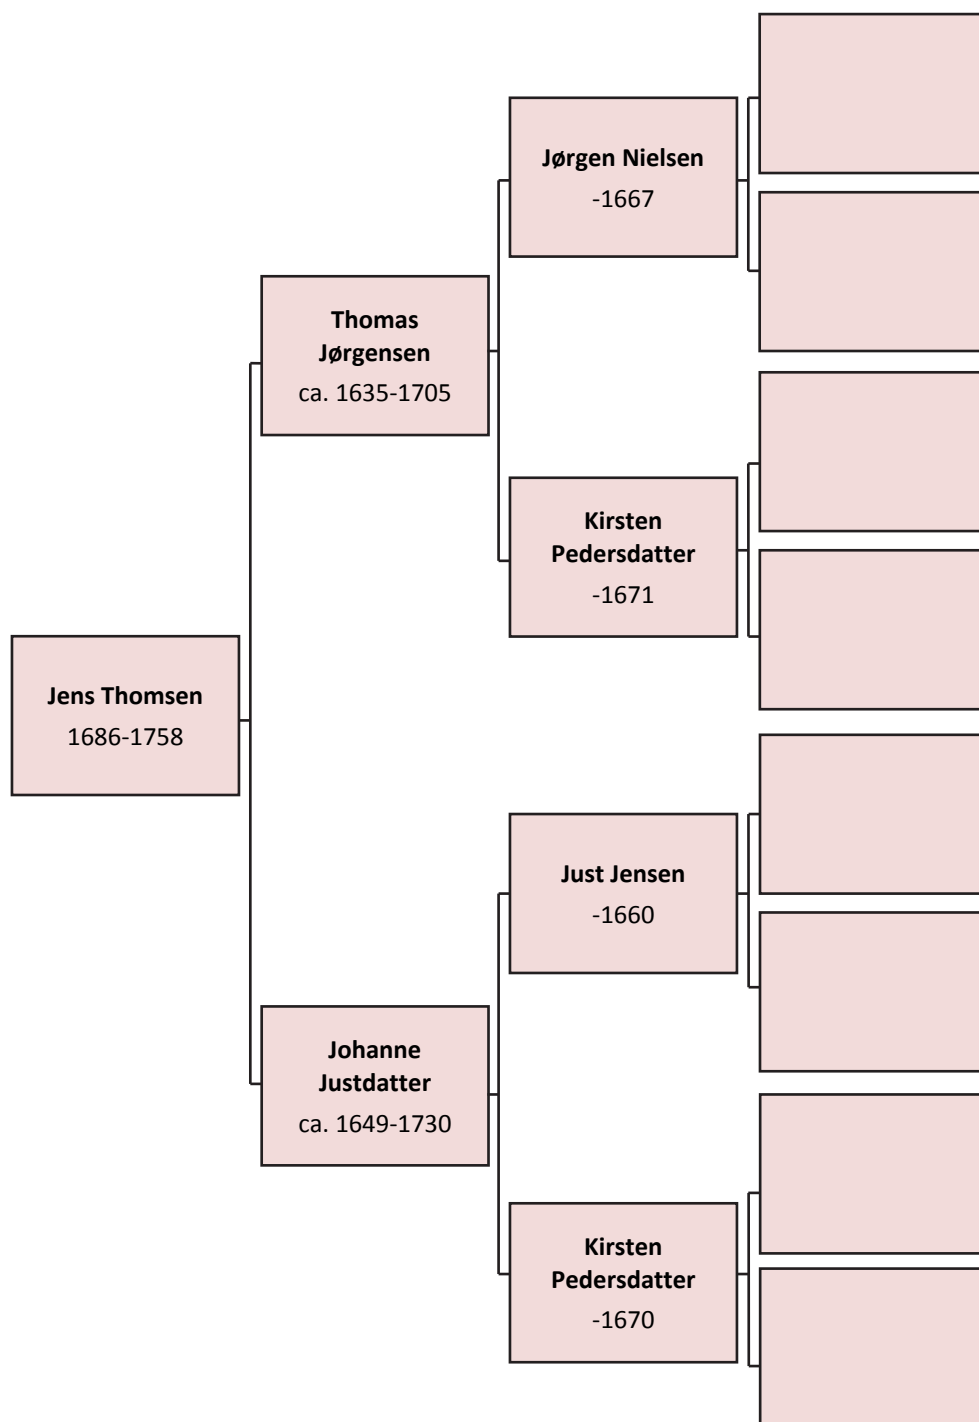 Jørgen Nielsen
-1667
Thomas
Jørgensen
ca. 1635-1705
Kirsten
Pedersdatter
-1671
Jens Thomsen
1686-1758
Just Jensen
-1660
Johanne
Justdatter
ca. 1649-1730
Kirsten
Pedersdatter
-1670